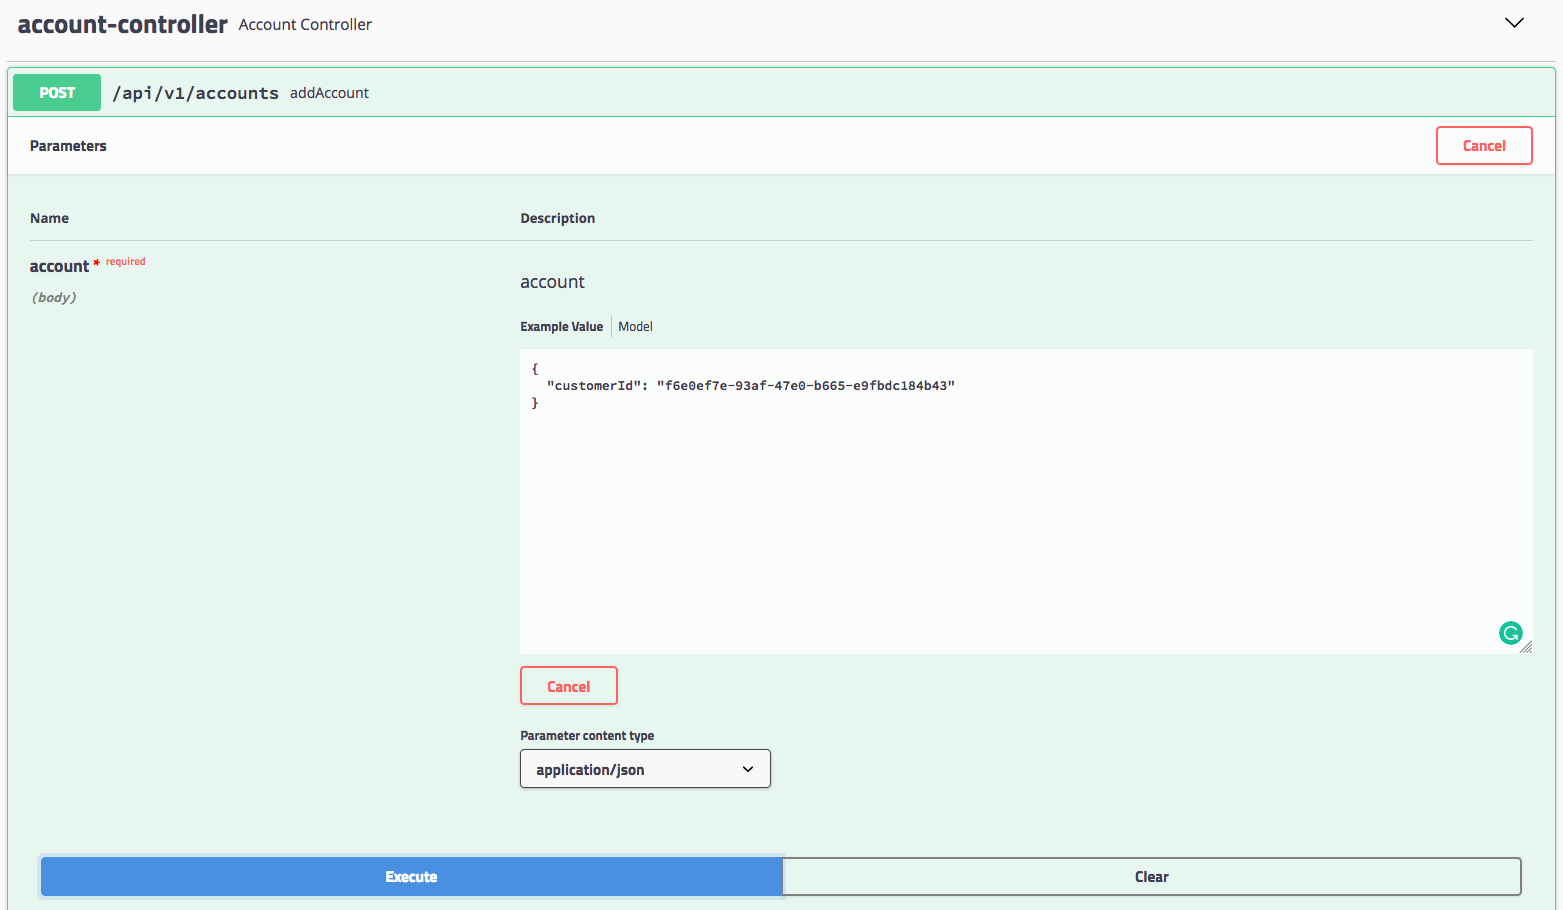 account-controller Account Controller
POST /api/v1/accounts addAccount
Parameters Cancel
Name Description
account * required
(body)
account
Example Value Model
{
"customerId": "f6e0ef7e-93af-47e0-b665-e9fbdc184b43"
}
Cancel
Parameter content type
application/json
Execute Clear